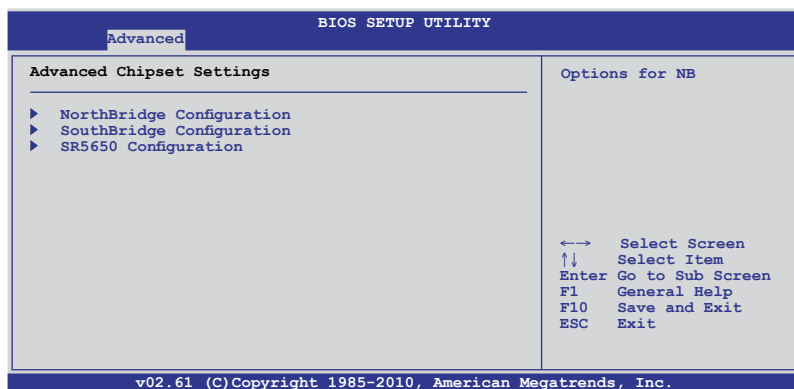 BIOS SETUP UTILITY
Advanced
Advanced Chipset Settings
NorthBridge Configuration
SouthBridge Configuration
SR5650 Configuration
Options for NB
←→ Select Screen
↑↓ Select Item
Enter Go to Sub Screen
F1 General Help
F10 Save and Exit
ESC Exit
v02.61 (C)Copyright 1985-2010, American Megatrends, Inc.